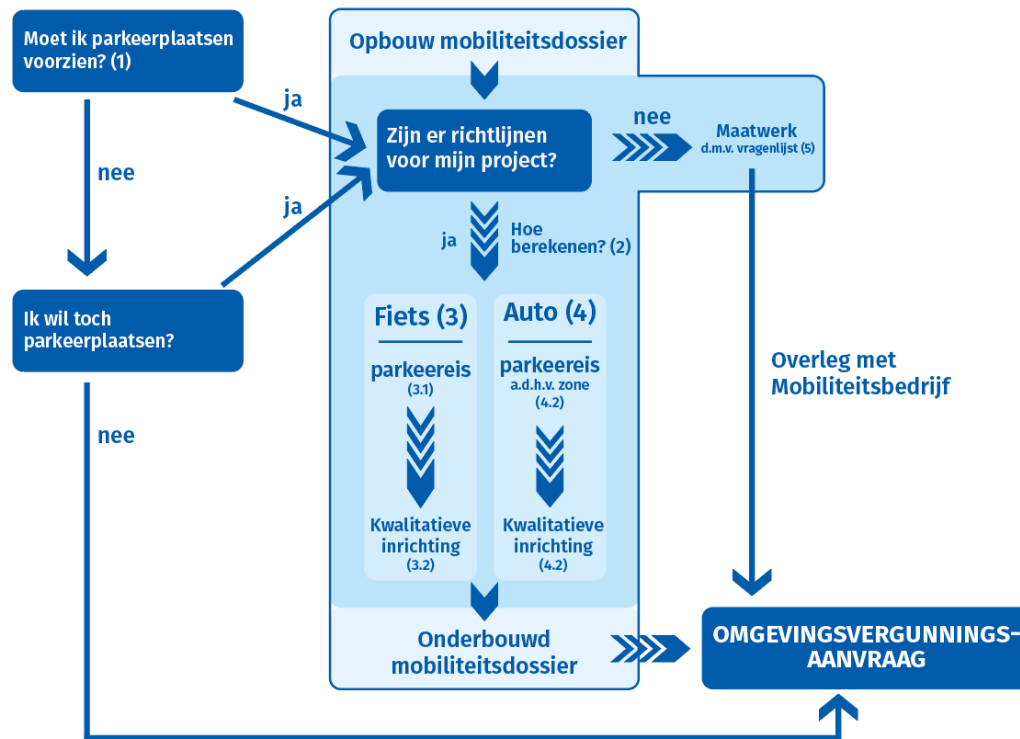 Moet ik parkeerplaatsen
voorzien? (1)
ja
nee
ja
Ik wil toch
parkeerplaatsen?
nee
Opbouw mobiliteitsdossier
Zijn er richtlijnen
voor mijn project?
nee
Maatwerk
d.m.v. vragenlijst (5)
ja
Hoe
berekenen? (2)
Fiets (3)
parkeereis
(3.1)
Kwalitatieve
inrichting
(3.2)
Auto (4)
parkeereis
a.d.h.v. zone
(4.2)
Kwalitatieve
inrichting
(4.2)
Overleg met
Mobiliteitsbedrijf
Onderbouwd
mobiliteitsdossier
OMGEVINGSVERGUNNINGS-
AANVRAAG